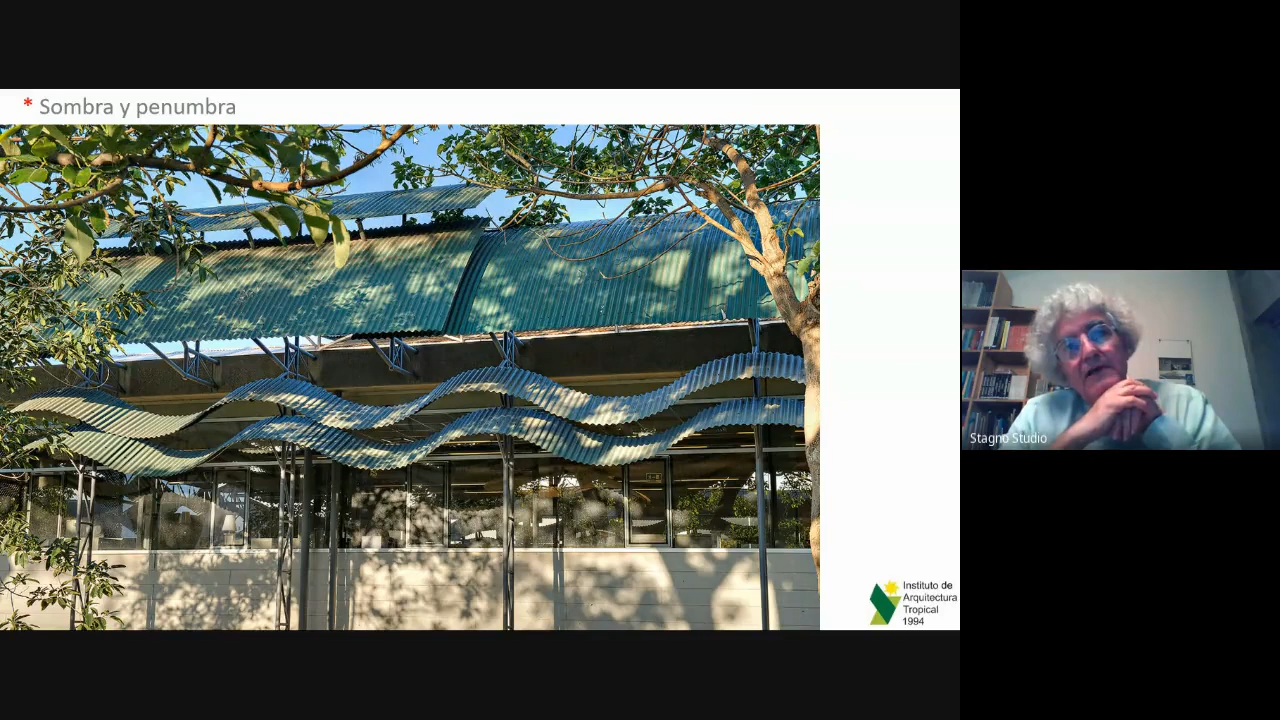 * Sombra y penumbra
Instituto de
Arquitectura
Tropical
1994
Stagno Studio